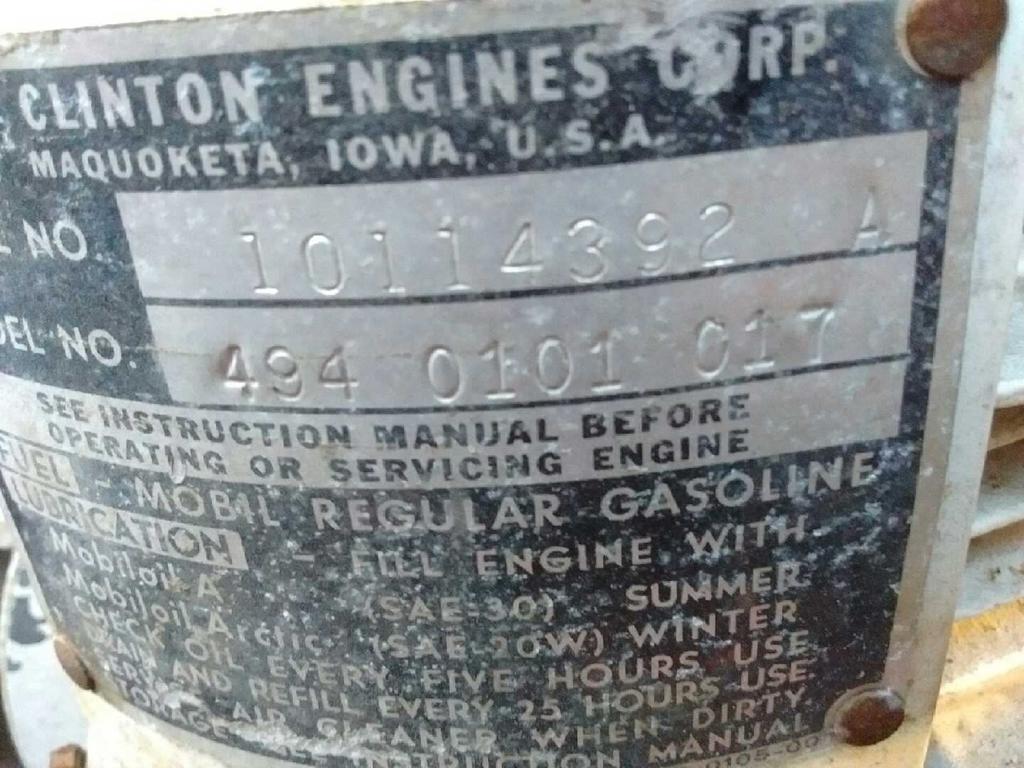 CLINTON ENGINES CORP.
MAQUOKETA, IOWA, U.S.A.
L NO. 10114392 A
DEL NO. 494 0101 017
SEE INSTRUCTION MANUAL BEFORE
OPERATING OR SERVICING ENGINE
FUEL - MOBIL REGULAR GASOLINE
LUBRICATION - FILL ENGINE WITH
Mobiloil A (SAE-30) SUMMER
Mobiloil Arctic (SAE-20W) WINTER
CHECK OIL EVERY FIVE HOURS USE
DRAIN AND REFILL EVERY 25 HOURS USE
AIR CLEANER WHEN DIRTY.
INSTRUCTION MANUAL
0105-00